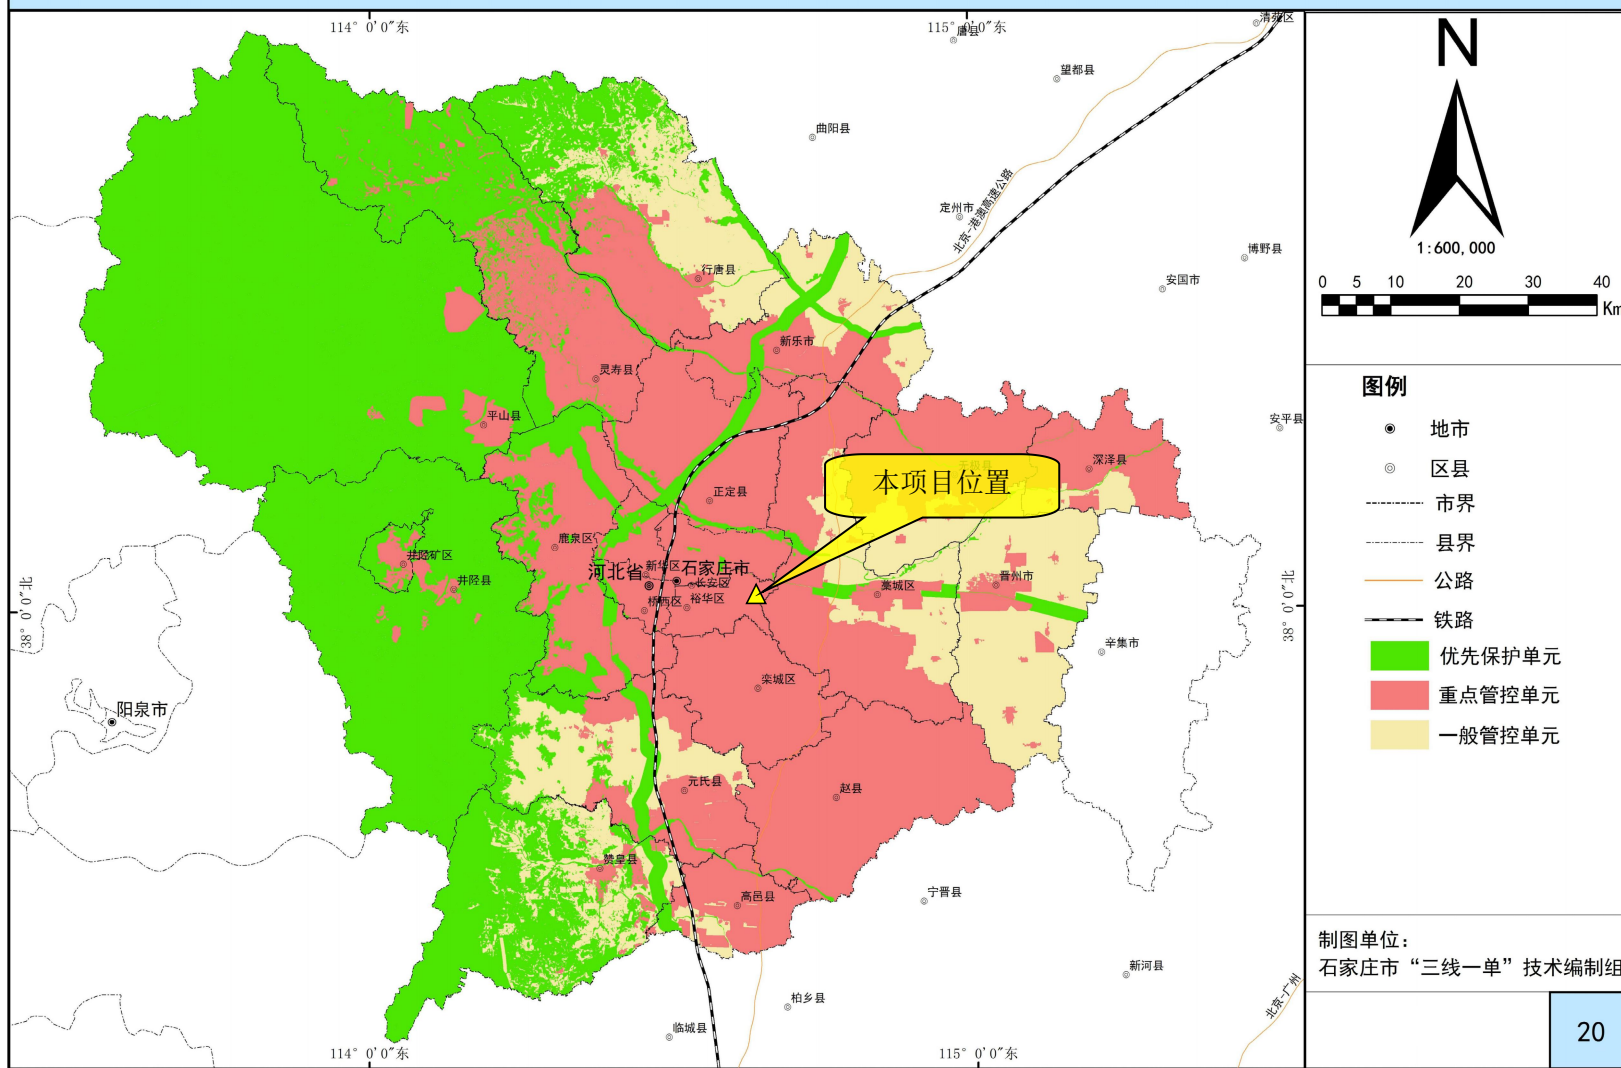 114° 0′0″东
115° 0′0″东
清苑区
唐县
望都县
曲阳县
定州市
北京-港澳高速公路
博野县
安国市
行唐县
新乐市
灵寿县
平山县
安平县
深泽县
无极县
本项目位置
正定县
鹿泉区
井陉矿区
井陉县
河北省
新华区
石家庄市
长安区
桥西区
裕华区
藁城区
晋州市
辛集市
38° 0′0″北
38° 0′0″北
阳泉市
栾城区
元氏县
赵县
赞皇县
高邑县
宁晋县
新河县
柏乡县
临城县
北京-广州
114° 0′0″东
115° 0′0″东
N
1:600,000
0 5 10 20 30 40
Km
图例
地市
区县
市界
县界
公路
铁路
优先保护单元
重点管控单元
一般管控单元
制图单位：
石家庄市“三线一单”技术编制组
20